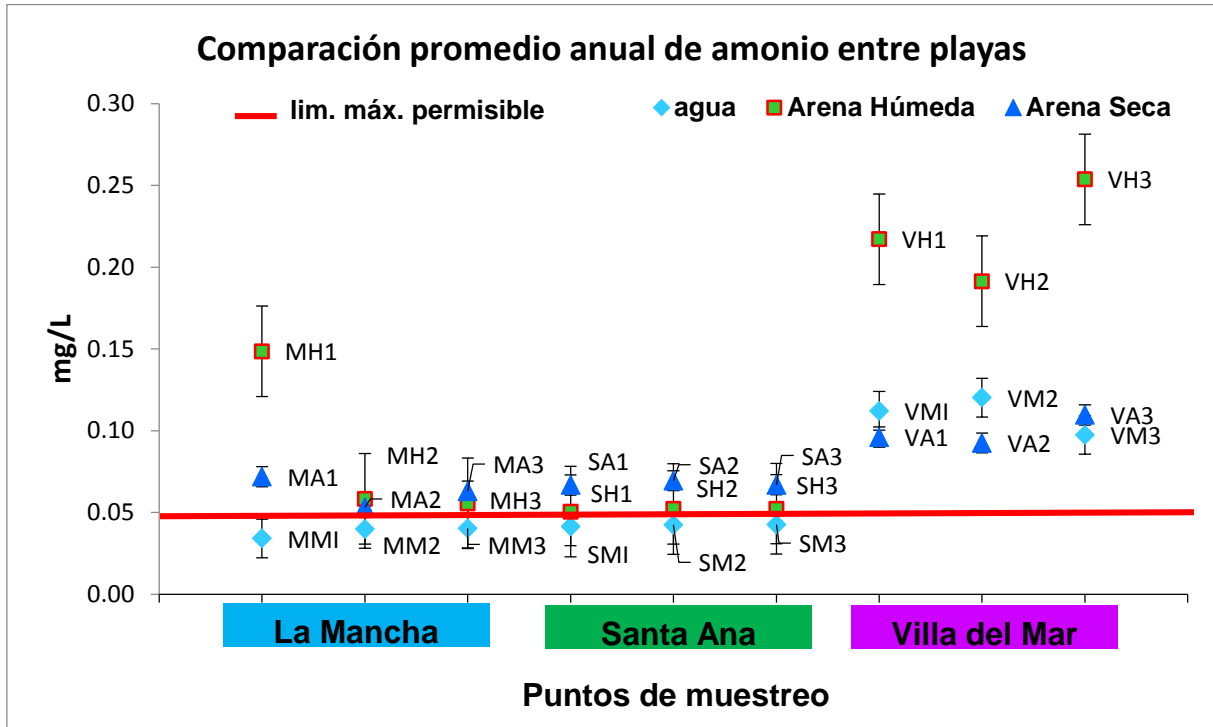 Comparación promedio anual de amonio entre playas
lim. máx. permisible
agua
Arena Húmeda
Arena Seca
mg/L
0.30
0.25
0.20
0.15
0.10
0.05
0.00
MH1
MA1
MM1
MH2
MA2
MM2
MA3
MH3
MM3
SA1
SH1
SM1
SA2
SH2
SM2
SA3
SH3
SM3
VH1
VM1
VA1
VH2
VM2
VA2
VH3
VA3
VM3
La Mancha
Santa Ana
Villa del Mar
Puntos de muestreo